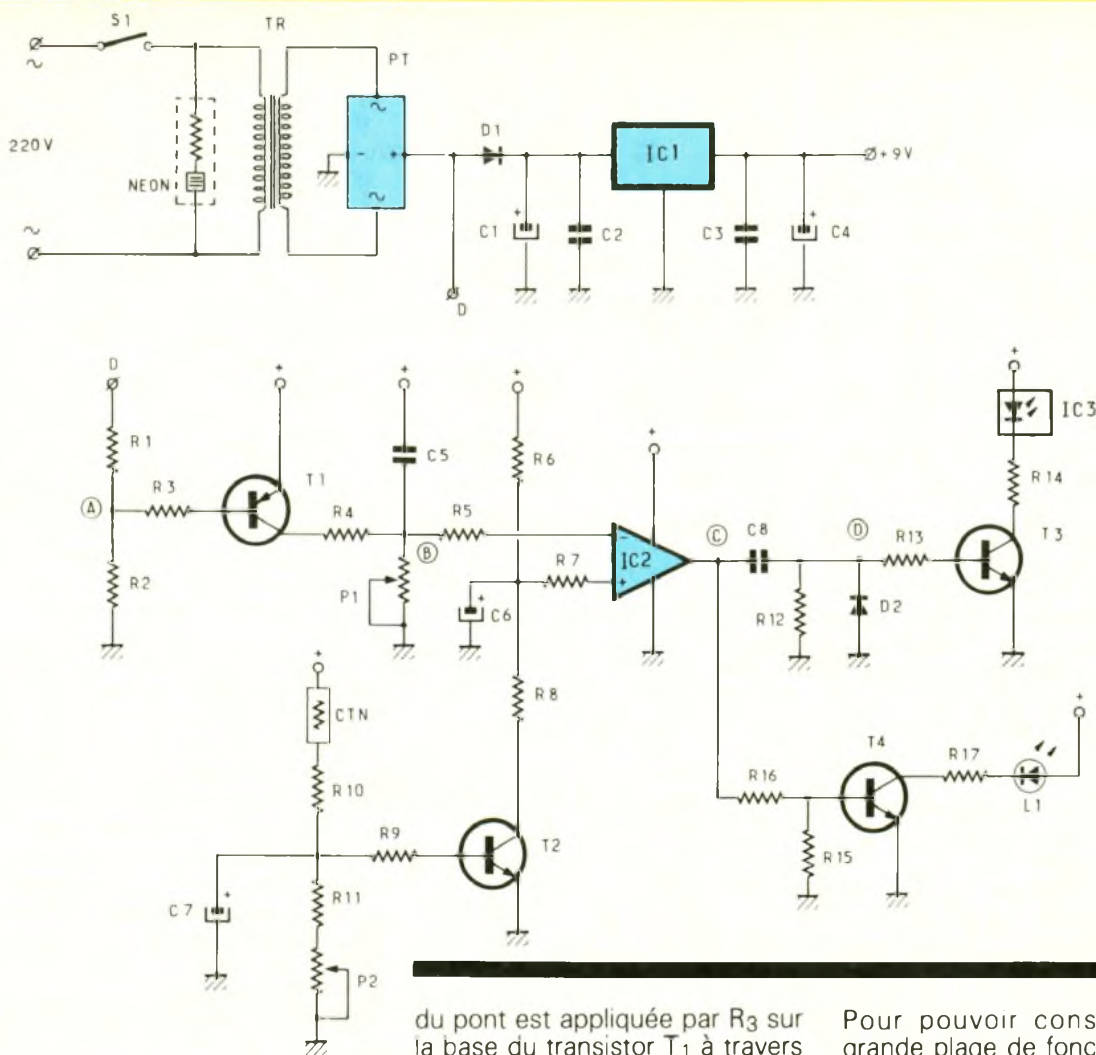 S1
TR
PT
220V
NEON
D1
IC1
+9V
C1
C2
C3
C4
D
D
R1
A
R3
T1
R2
R4
C5
B
R5
P1
R6
R7
C6
IC2
C
C8
D
R13
R12
D2
IC3
R14
T3
CTN
R10
R8
R9
T2
C7
R11
P2
T4
R16
R15
R17
L1
du pont est appliquée par R3 sur
la base du transistor T1 à travers
Pour pouvoir cons
grande plage de fonc